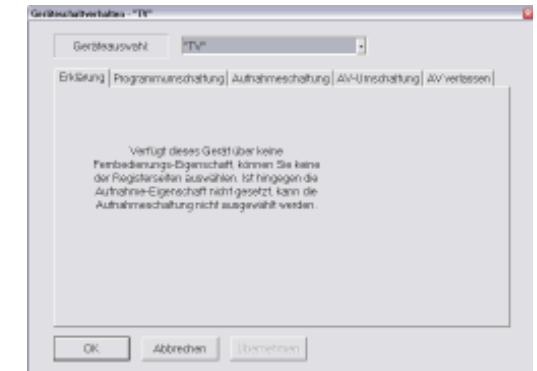 Geräteschaltverhalten - "TV"
Geräteauswahl: "TV"
Erklärung Programmumschaltung Aufnahmeschaltung AV-Umschaltung AV verlassen
Verfügt dieses Gerät über keine
Fernbedienungs-Eigenschaft, können Sie keine
der Registerseiten auswählen. Ist hingegen die
Aufnahme-Eigenschaft nicht gesetzt, kann die
Aufnahmeschaltung nicht ausgewählt werden.
OK Abbrechen Übernehmen